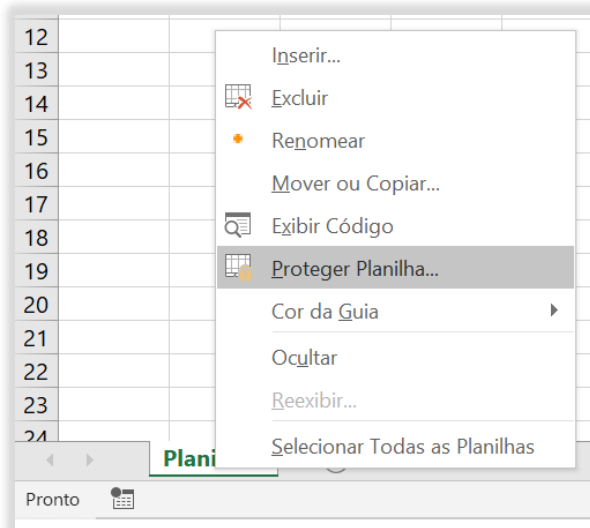 12
13
14
15
16
17
18
19
20
21
22
23
24
Inserir...
Excluir
Renomear
Mover ou Copiar...
Exibir Código
Proteger Planilha...
Cor da Guia
Ocultar
Reexibir...
Selecionar Todas as Planilhas
Plani
Pronto